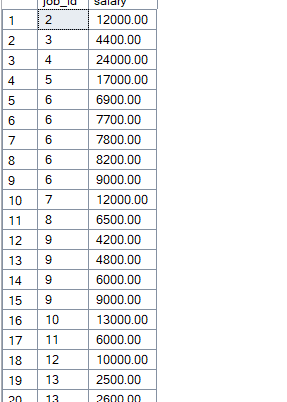 job_id salary
1 2 12000.00
2 3 4400.00
3 4 24000.00
4 5 17000.00
5 6 6900.00
6 6 7700.00
7 6 7800.00
8 6 8200.00
9 6 9000.00
10 7 12000.00
11 8 6500.00
12 9 4200.00
13 9 4800.00
14 9 6000.00
15 9 9000.00
16 10 13000.00
17 11 6000.00
18 12 10000.00
19 13 2500.00
20 13 2600.00